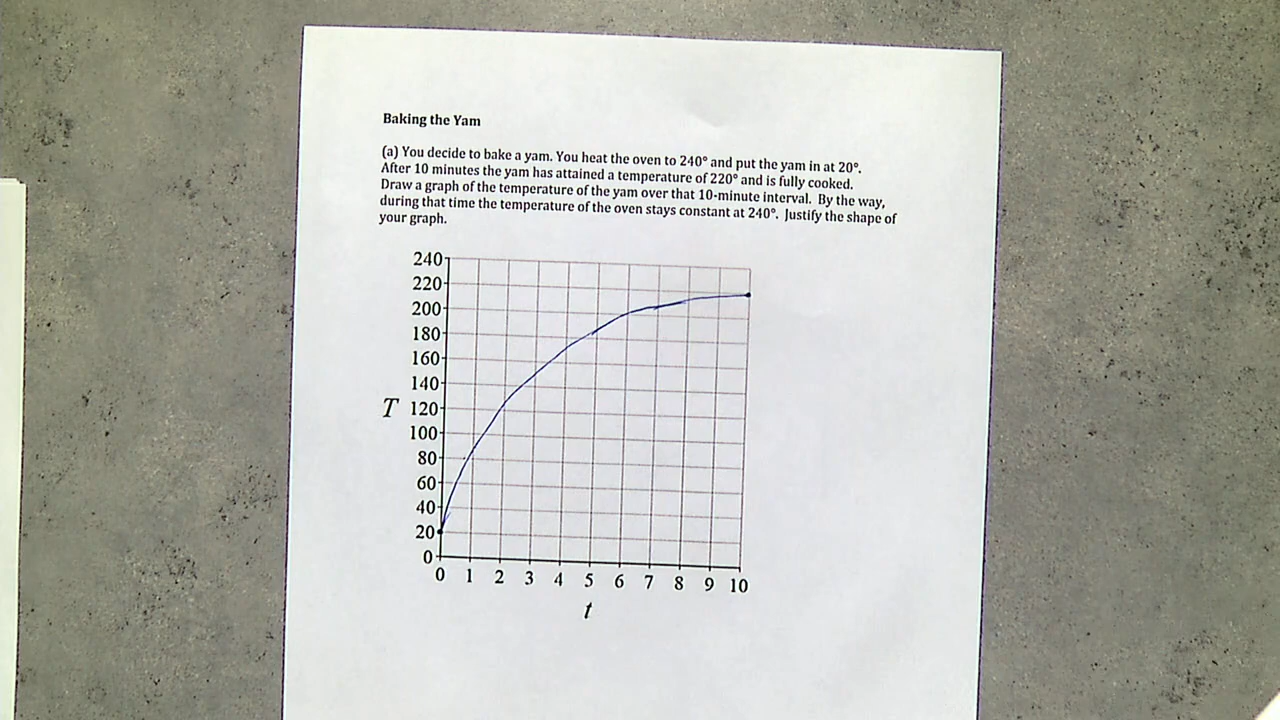 Baking the Yam
(a) You decide to bake a yam. You heat the oven to 240° and put the yam in at 20°.
After 10 minutes the yam has attained a temperature of 220° and is fully cooked.
Draw a graph of the temperature of the yam over that 10-minute interval. By the way,
during that time the temperature of the oven stays constant at 240°. Justify the shape of
your graph.
240
220
200
180
160
140
T 120
100
80
60
40
20
0
0 1 2 3 4 5 6 7 8 9 10
t